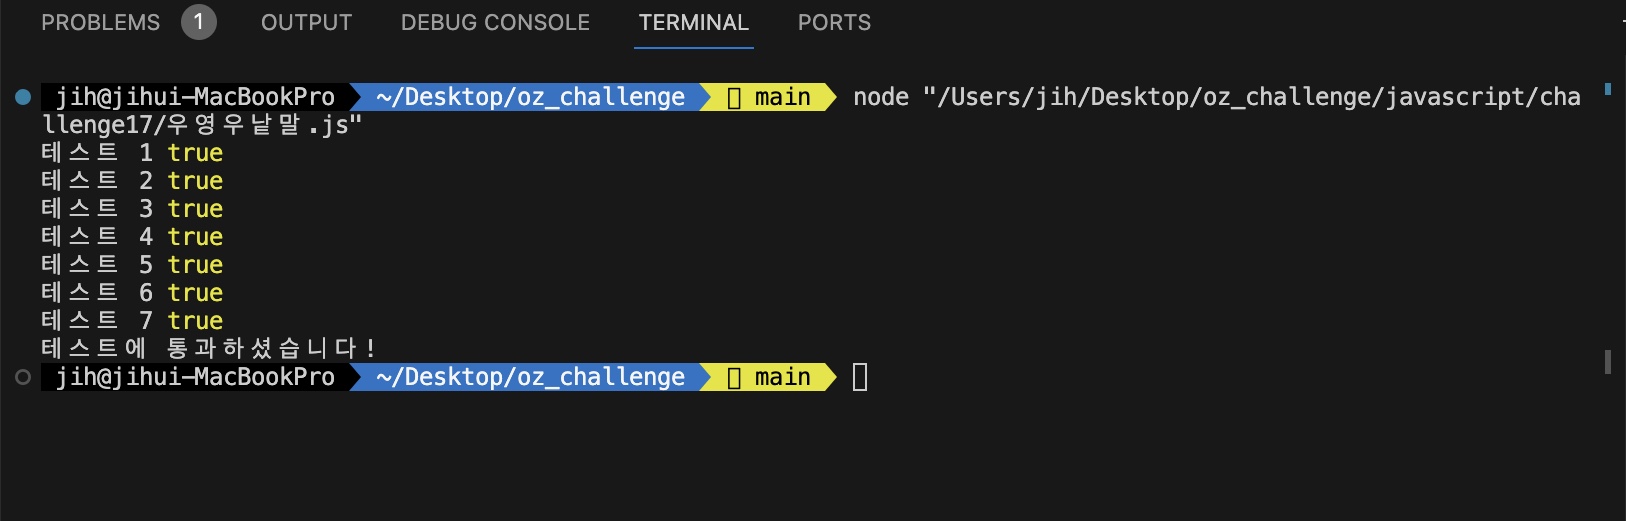 PROBLEMS 1 OUTPUT DEBUG CONSOLE TERMINAL PORTS
jih@jihui-MacBookPro ~/Desktop/oz_challenge main node "/Users/jih/Desktop/oz_challenge/javascript/cha
llenge17/우영우낱말.js"
테스트 1 true
테스트 2 true
테스트 3 true
테스트 4 true
테스트 5 true
테스트 6 true
테스트 7 true
테스트에 통과하셨습니다!
jih@jihui-MacBookPro ~/Desktop/oz_challenge main